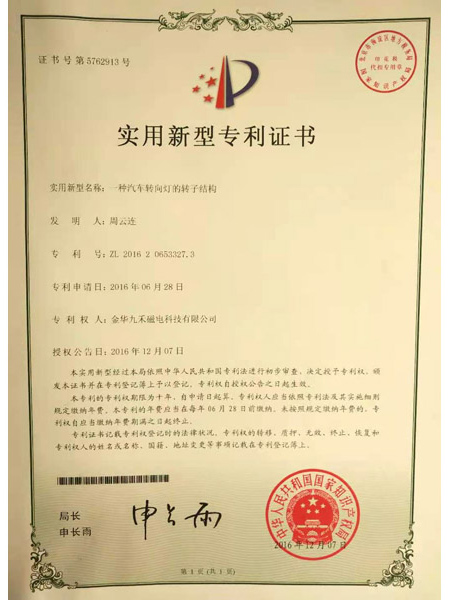 证书号第5762913号
印花税
代扣专用章
国家知识产权局
实用新型专利证书
实用新型名称：一种汽车转向灯的转子结构
发 明 人：周云连
专 利 号：ZL 2016 2 0653327.3
专利申请日：2016年06月28日
专 利 权 人：金华九禾磁电科技有限公司
授权公告日：2016年12月07日
本实用新型经过本局依照中华人民共和国专利法进行初步审查，决定授予专利权，颁
发本证书并在专利登记簿上予以登记。专利权自授权公告之日起生效。
本专利的专利权期限为十年，自申请日起算。专利权人应当依照专利法及其实施细则
规定缴纳年费。本专利的年费应当在每年06月28日前缴纳。未按照规定缴纳年费的，专
利权自应当缴纳年费期满之日起终止。
专利证书记载专利权登记时的法律状况。专利权的转移、质押、无效、终止、恢复和
专利权人的姓名或名称、国籍、地址变更等事项记载在专利登记簿上。
局长
申长雨
申长雨
中华人民共和国国家知识产权局
2016年12月07日
第1页(共1页)